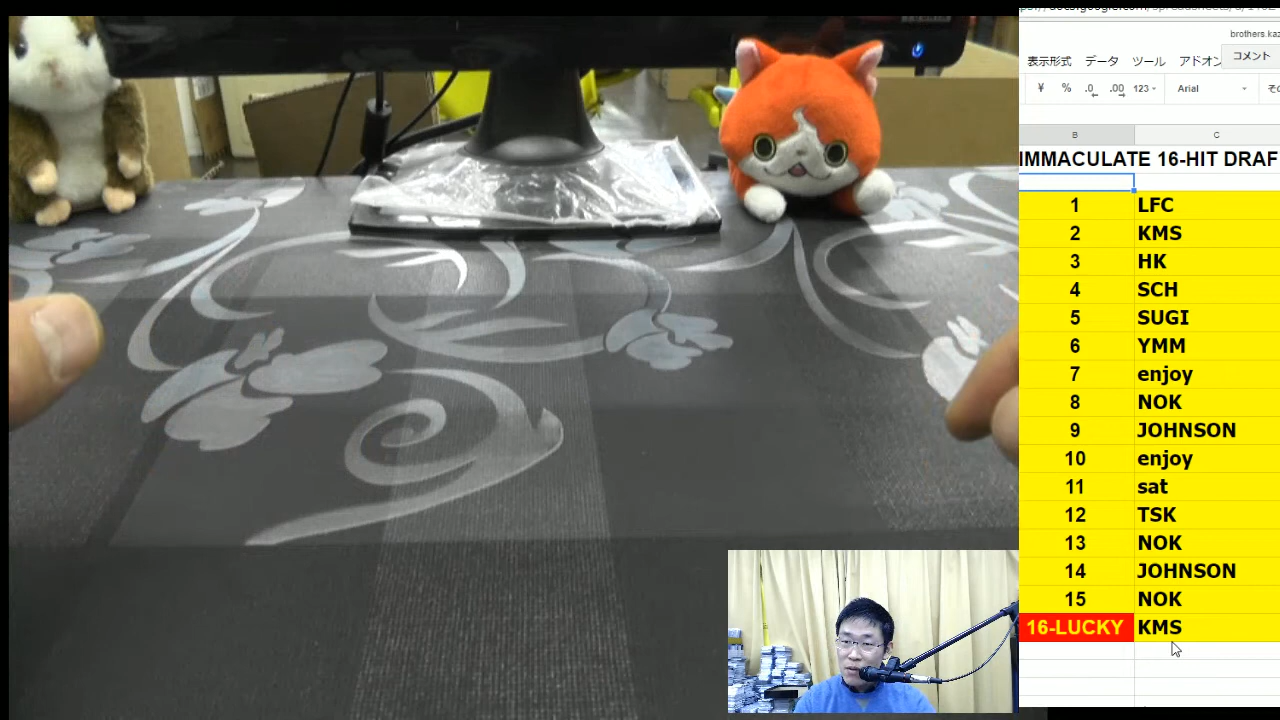 brothers.kaz
表示形式 データ ツール アドオン コメント
¥ % .0 .00 123 Arial その
B C
IMMACULATE 16-HIT DRAF
1 LFC
2 KMS
3 HK
4 SCH
5 SUGI
6 YMM
7 enjoy
8 NOK
9 JOHNSON
10 enjoy
11 sat
12 TSK
13 NOK
14 JOHNSON
15 NOK
16-LUCKY KMS